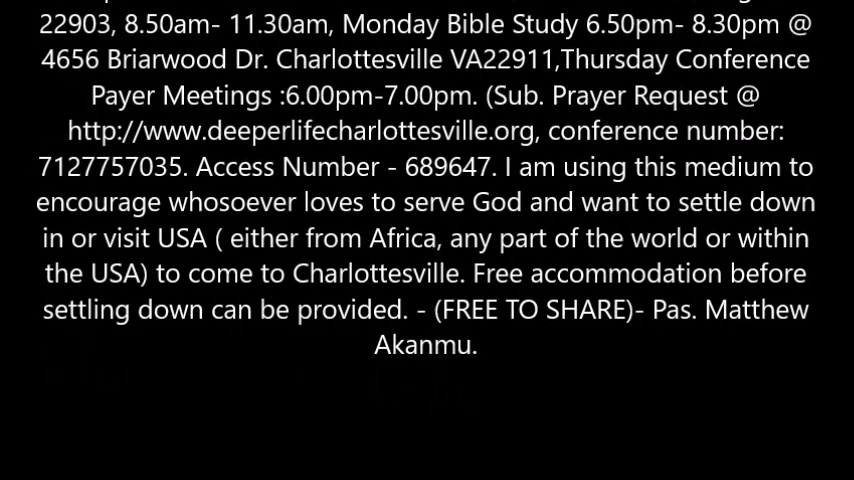 22903, 8.50am- 11.30am, Monday Bible Study 6.50pm- 8.30pm @
4656 Briarwood Dr. Charlottesville VA22911,Thursday Conference
Payer Meetings :6.00pm-7.00pm. (Sub. Prayer Request @
http://www.deeperlifecharlottesville.org, conference number:
7127757035. Access Number - 689647. I am using this medium to
encourage whosoever loves to serve God and want to settle down
in or visit USA ( either from Africa, any part of the world or within
the USA) to come to Charlottesville. Free accommodation before
settling down can be provided. - (FREE TO SHARE)- Pas. Matthew
Akanmu.